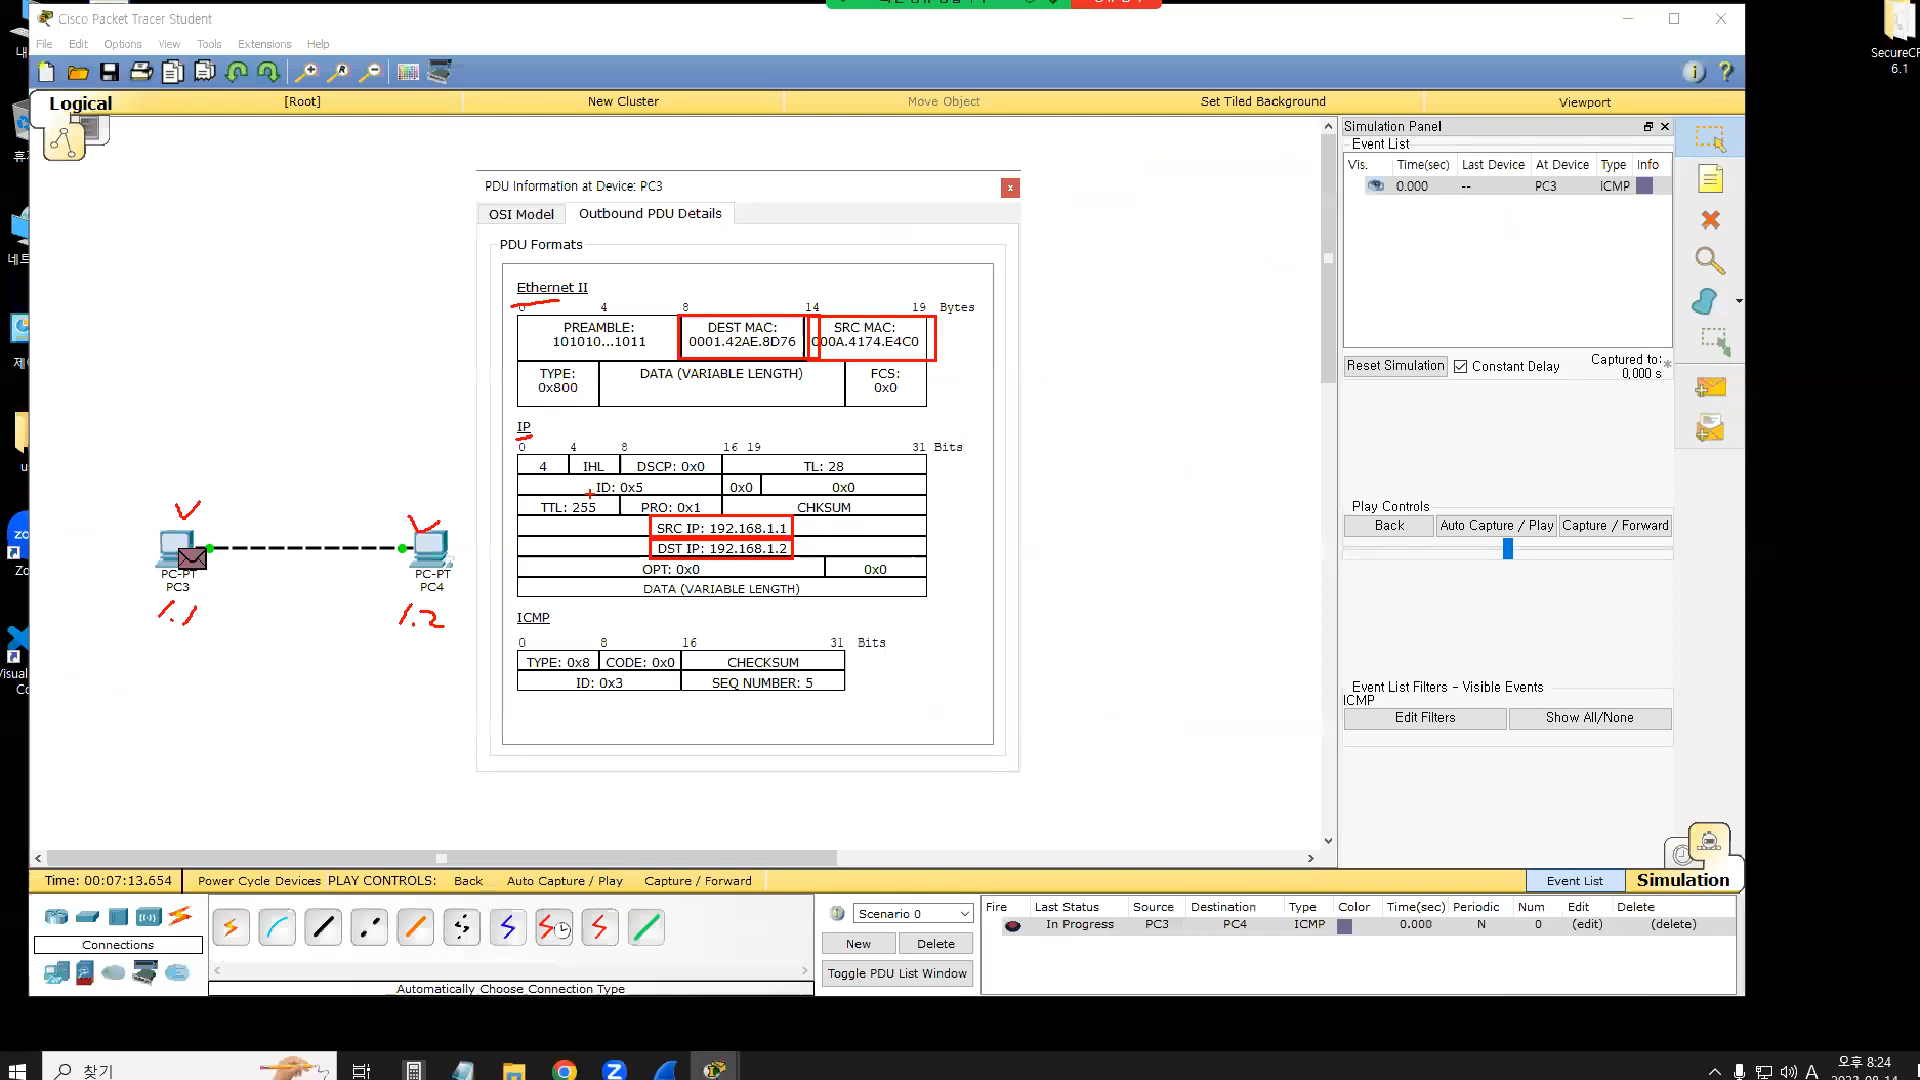 Cisco Packet Tracer Student
File Edit Options View Tools Extensions Help
Logical [Root] New Cluster Move Object Set Tiled Background Viewport
SecureCF
6.1
Simulation Panel
Event List
Vis. Time(sec) Last Device At Device Type Info
0.000 -- PC3 ICMP
Reset Simulation Constant Delay Captured to:
0.000 s
Play Controls
Back Auto Capture / Play Capture / Forward
Event List Filters - Visible Events
ICMP
Edit Filters Show All/None
PDU Information at Device: PC3
OSI Model Outbound PDU Details
PDU Formats
Ethernet II
0 4 8 14 19 Bytes
PREAMBLE:
101010...1011
DEST MAC:
0001.42AE.8D76
SRC MAC:
000A.4174.E4C0
TYPE:
0x800
DATA (VARIABLE LENGTH)
FCS:
0x0
IP
0 4 8 16 19 31 Bits
4 IHL DSCP: 0x0 TL: 28
ID: 0x5 0x0 0x0
TTL: 255 PRO: 0x1 CHKSUM
SRC IP: 192.168.1.1
DST IP: 192.168.1.2
OPT: 0x0 0x0
DATA (VARIABLE LENGTH)
ICMP
0 8 16 31 Bits
TYPE: 0x8 CODE: 0x0 CHECKSUM
ID: 0x3 SEQ NUMBER: 5
PC-PT
PC3
1.1
PC-PT
PC4
1.2
Time: 00:07:13.654 Power Cycle Devices PLAY CONTROLS: Back Auto Capture / Play Capture / Forward Event List Simulation
Connections
Automatically Choose Connection Type
Scenario 0
New Delete
Toggle PDU List Window
Fire Last Status Source Destination Type Color Time(sec) Periodic Num Edit Delete
In Progress PC3 PC4 ICMP 0.000 N 0 (edit) (delete)
찾기
A
오후 8:24